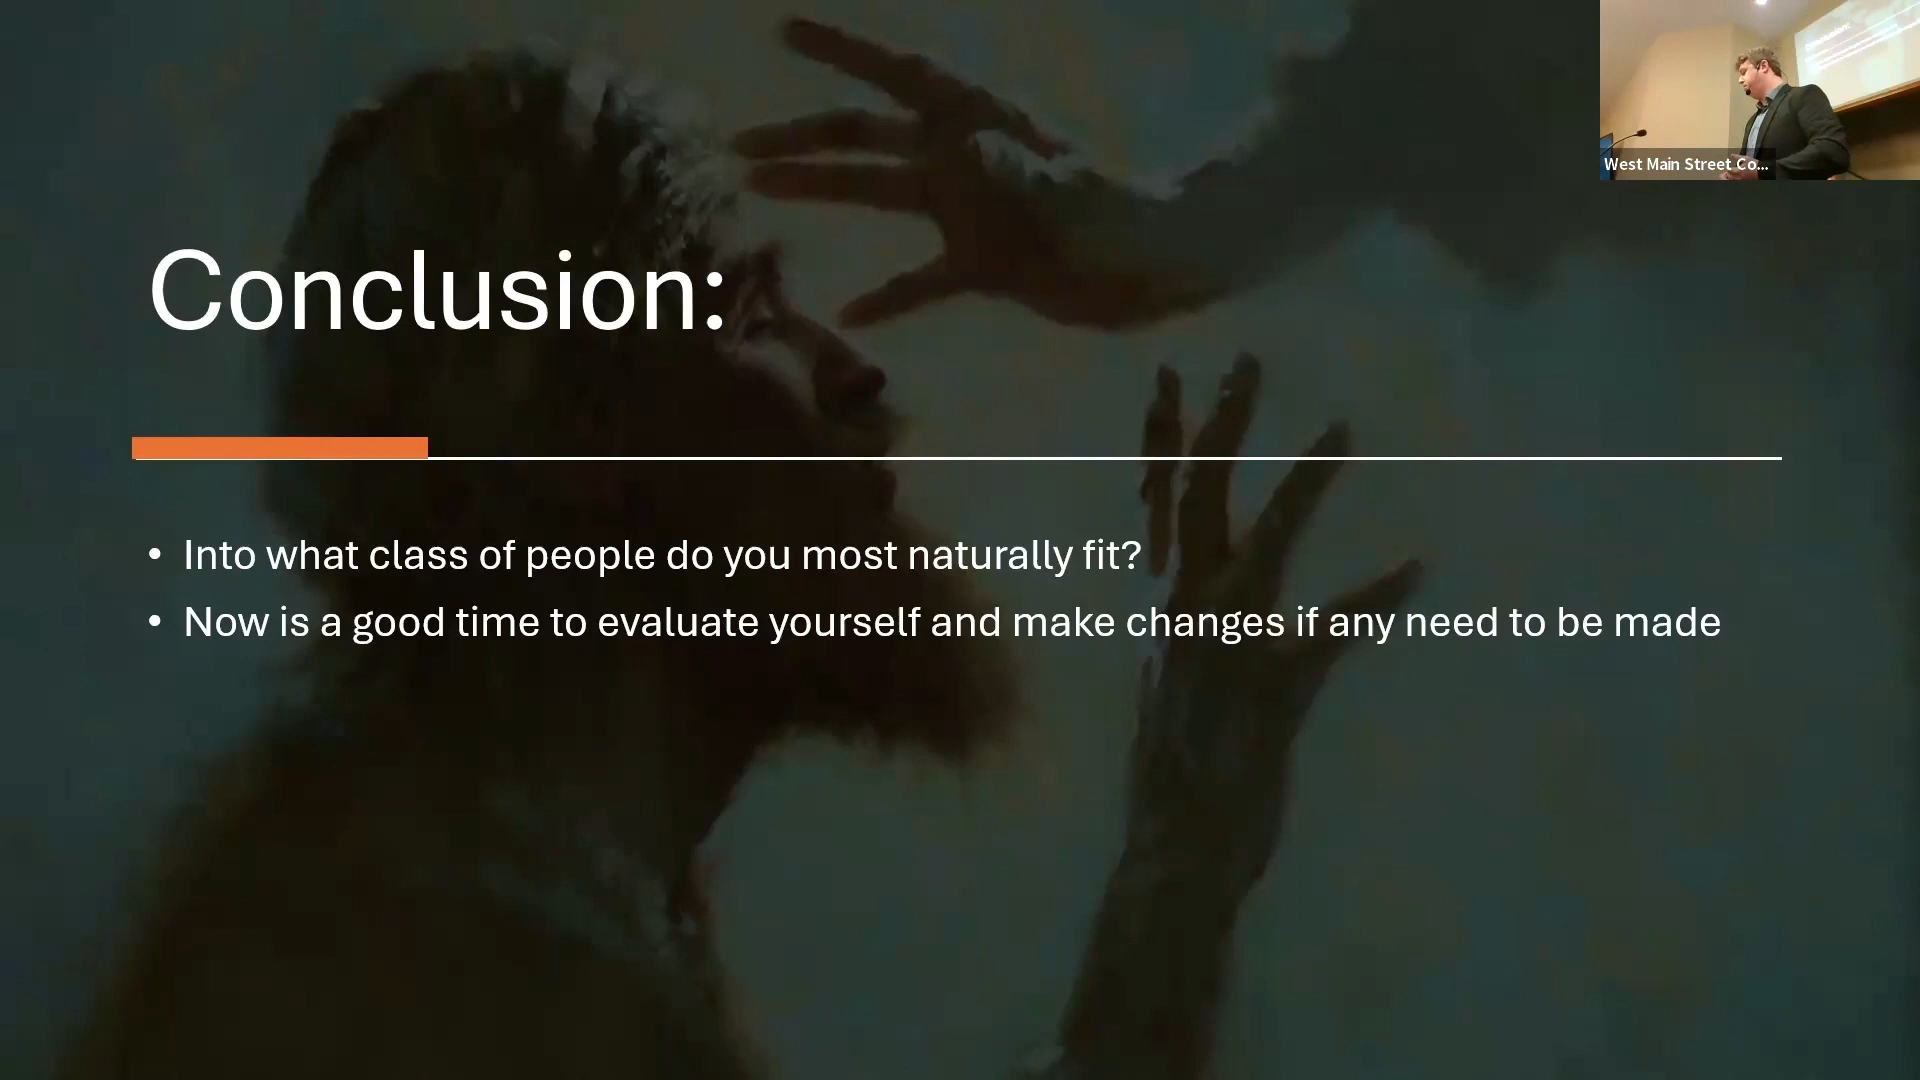 Conclusion:
• Into what class of people do you most naturally fit?
• Now is a good time to evaluate yourself and make changes if any need to be made
West Main Street Co...